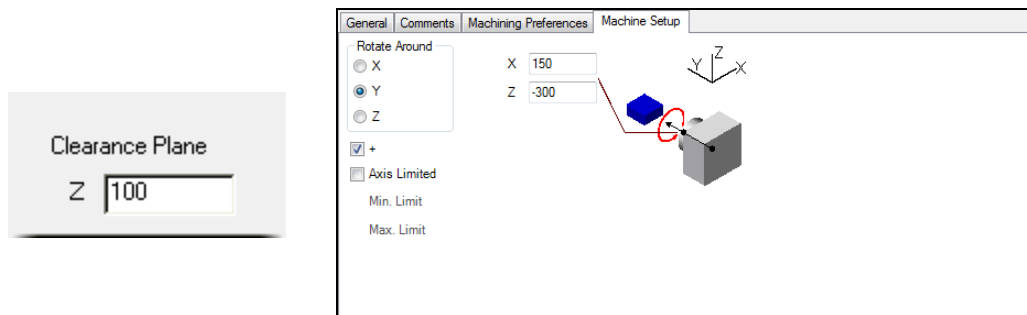 Clearance Plane
Z 100
General Comments Machining Preferences Machine Setup
Rotate Around
X
Y
Z
+
Axis Limited
Min. Limit
Max. Limit
X 150
Z -300
Z
Y X